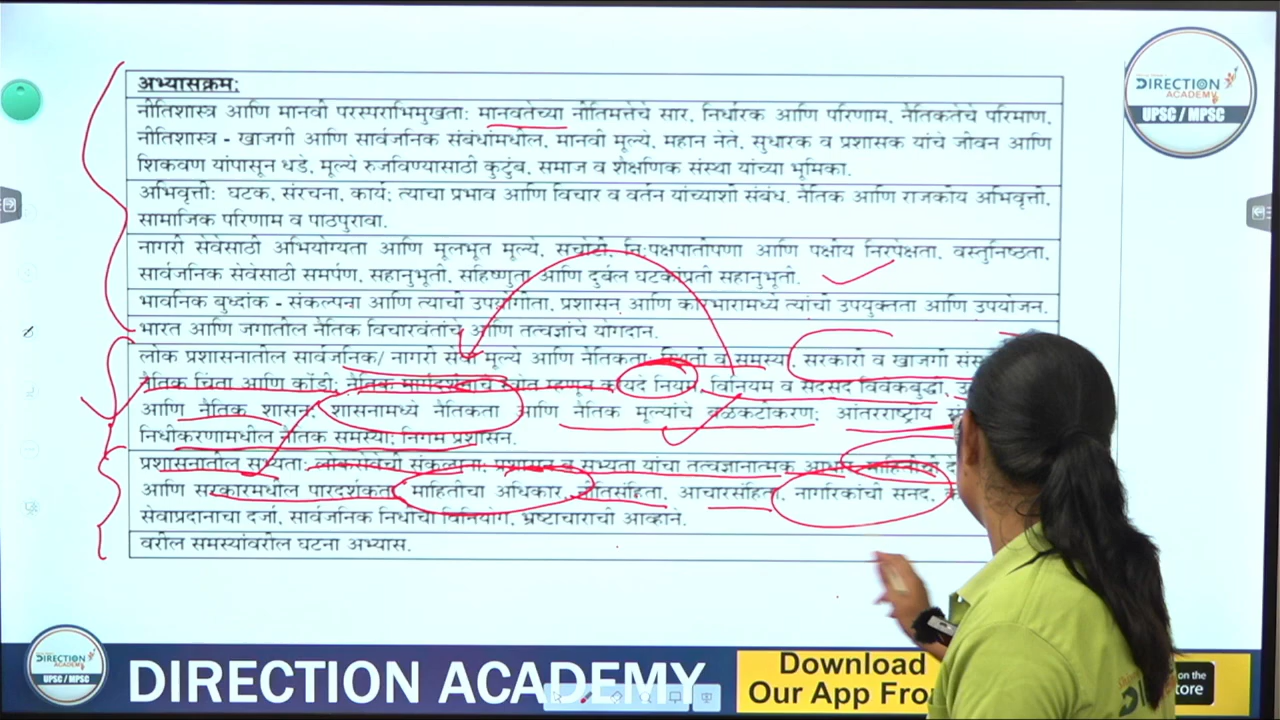 अभ्यासक्रम:
नीतिशास्त्र आणि मानवी परस्पराभिमुखता: मानवतेच्या नीतिमत्तेचे सार, निर्धारक आणि परिणाम, नैतिकतेचे परिमाण,
नीतिशास्त्र - खाजगी आणि सार्वजनिक संबंधांमधील, मानवी मूल्ये, महान नेते, सुधारक व प्रशासक यांचे जीवन आणि
शिकवण यांपासून धडे, मूल्ये रुजविण्यासाठी कुटुंब, समाज व शैक्षणिक संस्था यांच्या भूमिका.
अभिवृत्ती: घटक, संरचना, कार्य; त्याचा प्रभाव आणि विचार व वर्तन यांच्याशी संबंध. नैतिक आणि राजकीय अभिवृत्ती,
सामाजिक परिणाम व पाठपुरावा.
नागरी सेवेसाठी अभियोग्यता आणि मूलभूत मूल्ये, सचोटी, नि:पक्षपातीपणा आणि पक्षीय निरपेक्षता, वस्तुनिष्ठता,
सार्वजनिक सेवेसाठी समर्पण, सहानुभूती, सहिष्णुता आणि दुर्बल घटकांप्रती सहानुभूती.
भावनिक बुध्दांक - संकल्पना आणि त्याची उपयोगीता, प्रशासन आणि कारभारामध्ये त्यांची उपयुक्तता आणि उपयोजन.
भारत आणि जगातील नैतिक विचारवंतांचे आणि तत्वज्ञांचे योगदान.
लोक प्रशासनातील सार्वजनिक/ नागरी सेवा मूल्ये आणि नैतिकता: स्थिती व समस्या, सरकारी व खाजगी
नैतिक चिंता आणि कोंडी; नैतिक मार्गदर्शनाचे स्त्रोत म्हणून कायदे नियम, विनियम व सदसद विवेकबुद्धी,
आणि नैतिक शासन; शासनामध्ये नैतिकता आणि नैतिक मूल्यांचे बळकटीकरण; आंतरराष्ट्रीय
निधीकरणामधील नैतिक समस्या; निगम प्रशासन.
प्रशासनातील सभ्यता: लोकसेवेची संकल्पना; प्रशासन व सभ्यता यांचा तत्वज्ञानात्मक आधार, माहितीची
आणि सरकारमधील पारदर्शकता, माहितीचा अधिकार, नीतिसंहिता, आचारसंहिता, नागरिकांची सनद,
सेवाप्रदानाचा दर्जा, सार्वजनिक निधीचा विनियोग, भ्रष्टाचाराची आव्हाने.
वरील समस्यांवरील घटना अभ्यास.
DIRECTION
ACADEMY
UPSC / MPSC
DIRECTION
ACADEMY
UPSC / MPSC
DIRECTION ACADEMY
Download
Our App Fro
on the